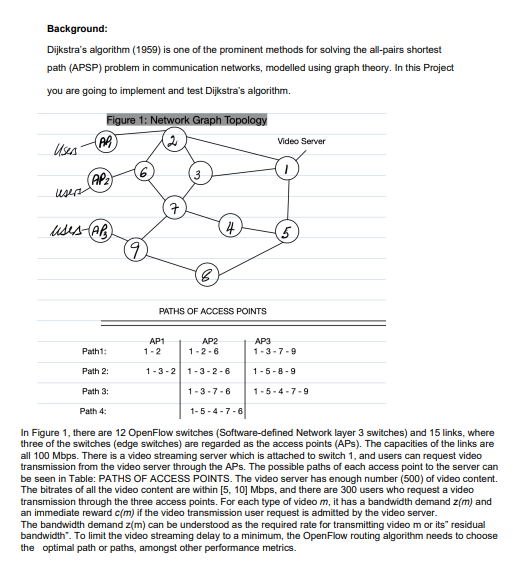 Background:
Dijkstra's algorithm (1959) is one of the prominent methods for solving the all-pairs shortest
path (APSP) problem in communication networks, modelled using graph theory. In this Project
you are going to implement and test Dijkstra's algorithm.
Figure 1: Network Graph Topology
AP1
2
Video Server
Users
AP2
6
3
1
users
7
users
AP3
4
5
9
8
PATHS OF ACCESS POINTS
AP1 AP2 AP3
Path1: 1 - 2 1 - 2 - 6 1 - 3 - 7 - 9
Path 2: 1 - 3 - 2 1 - 3 - 2 - 6 1 - 5 - 8 - 9
Path 3: 1 - 3 - 7 - 6 1 - 5 - 4 - 7 - 9
Path 4: 1- 5 - 4 - 7 - 6
In Figure 1, there are 12 OpenFlow switches (Software-defined Network layer 3 switches) and 15 links, where
three of the switches (edge switches) are regarded as the access points (APs). The capacities of the links are
all 100 Mbps. There is a video streaming server which is attached to switch 1, and users can request video
transmission from the video server through the APs. The possible paths of each access point to the server can
be seen in Table: PATHS OF ACCESS POINTS. The video server has enough number (500) of video content.
The bitrates of all the video content are within [5, 10] Mbps, and there are 300 users who request a video
transmission through the three access points. For each type of video m, it has a bandwidth demand z(m) and
an immediate reward c(m) if the video transmission user request is admitted by the video server.
The bandwidth demand z(m) can be understood as the required rate for transmitting video m or its" residual
bandwidth". To limit the video streaming delay to a minimum, the OpenFlow routing algorithm needs to choose
the optimal path or paths, amongst other performance metrics.